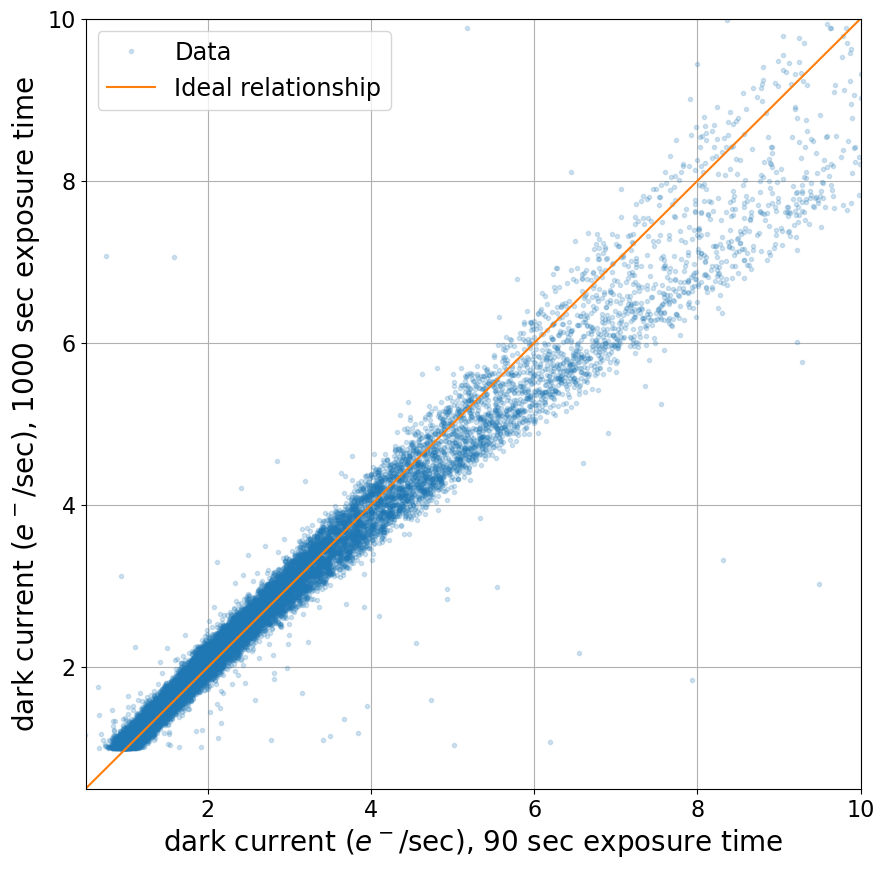 Data
Ideal relationship
10
8
6
4
2
2 4 6 8 10
dark current (e⁻/sec), 1000 sec exposure time
dark current (e⁻/sec), 90 sec exposure time